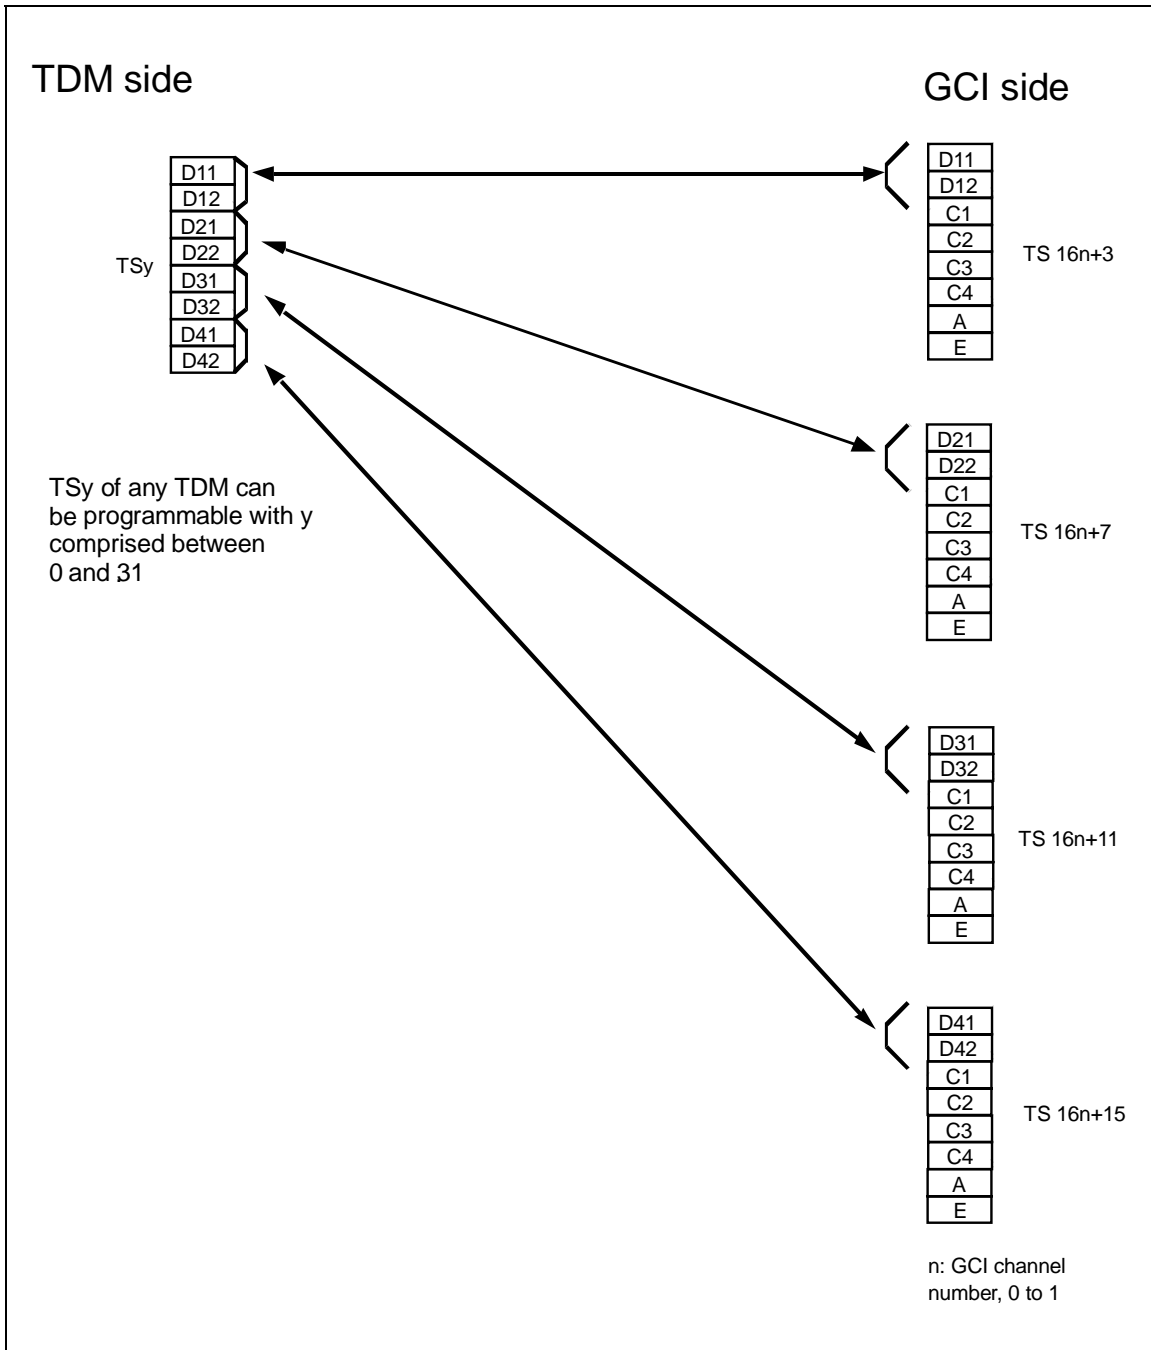 TDM side
GCI side
D11
D12
D21
D22
D31
D32
D41
D42
TSy
TSy of any TDM can
be programmable with y
comprised between
0 and 31
D11
D12
C1
C2
C3
C4
A
E
TS 16n+3
D21
D22
C1
C2
C3
C4
A
E
TS 16n+7
D31
D32
C1
C2
C3
C4
A
E
TS 16n+11
D41
D42
C1
C2
C3
C4
A
E
TS 16n+15
n: GCI channel
number, 0 to 1